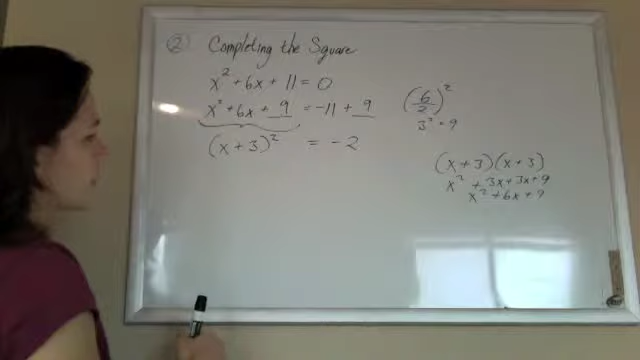 ② Completing the Square
x² + 6x + 11 = 0
x² + 6x + 9 = -11 + 9
(x + 3)² = -2
(6/2)²
3² = 9
(x + 3)(x + 3)
x² + 3x + 3x + 9
x² + 6x + 9